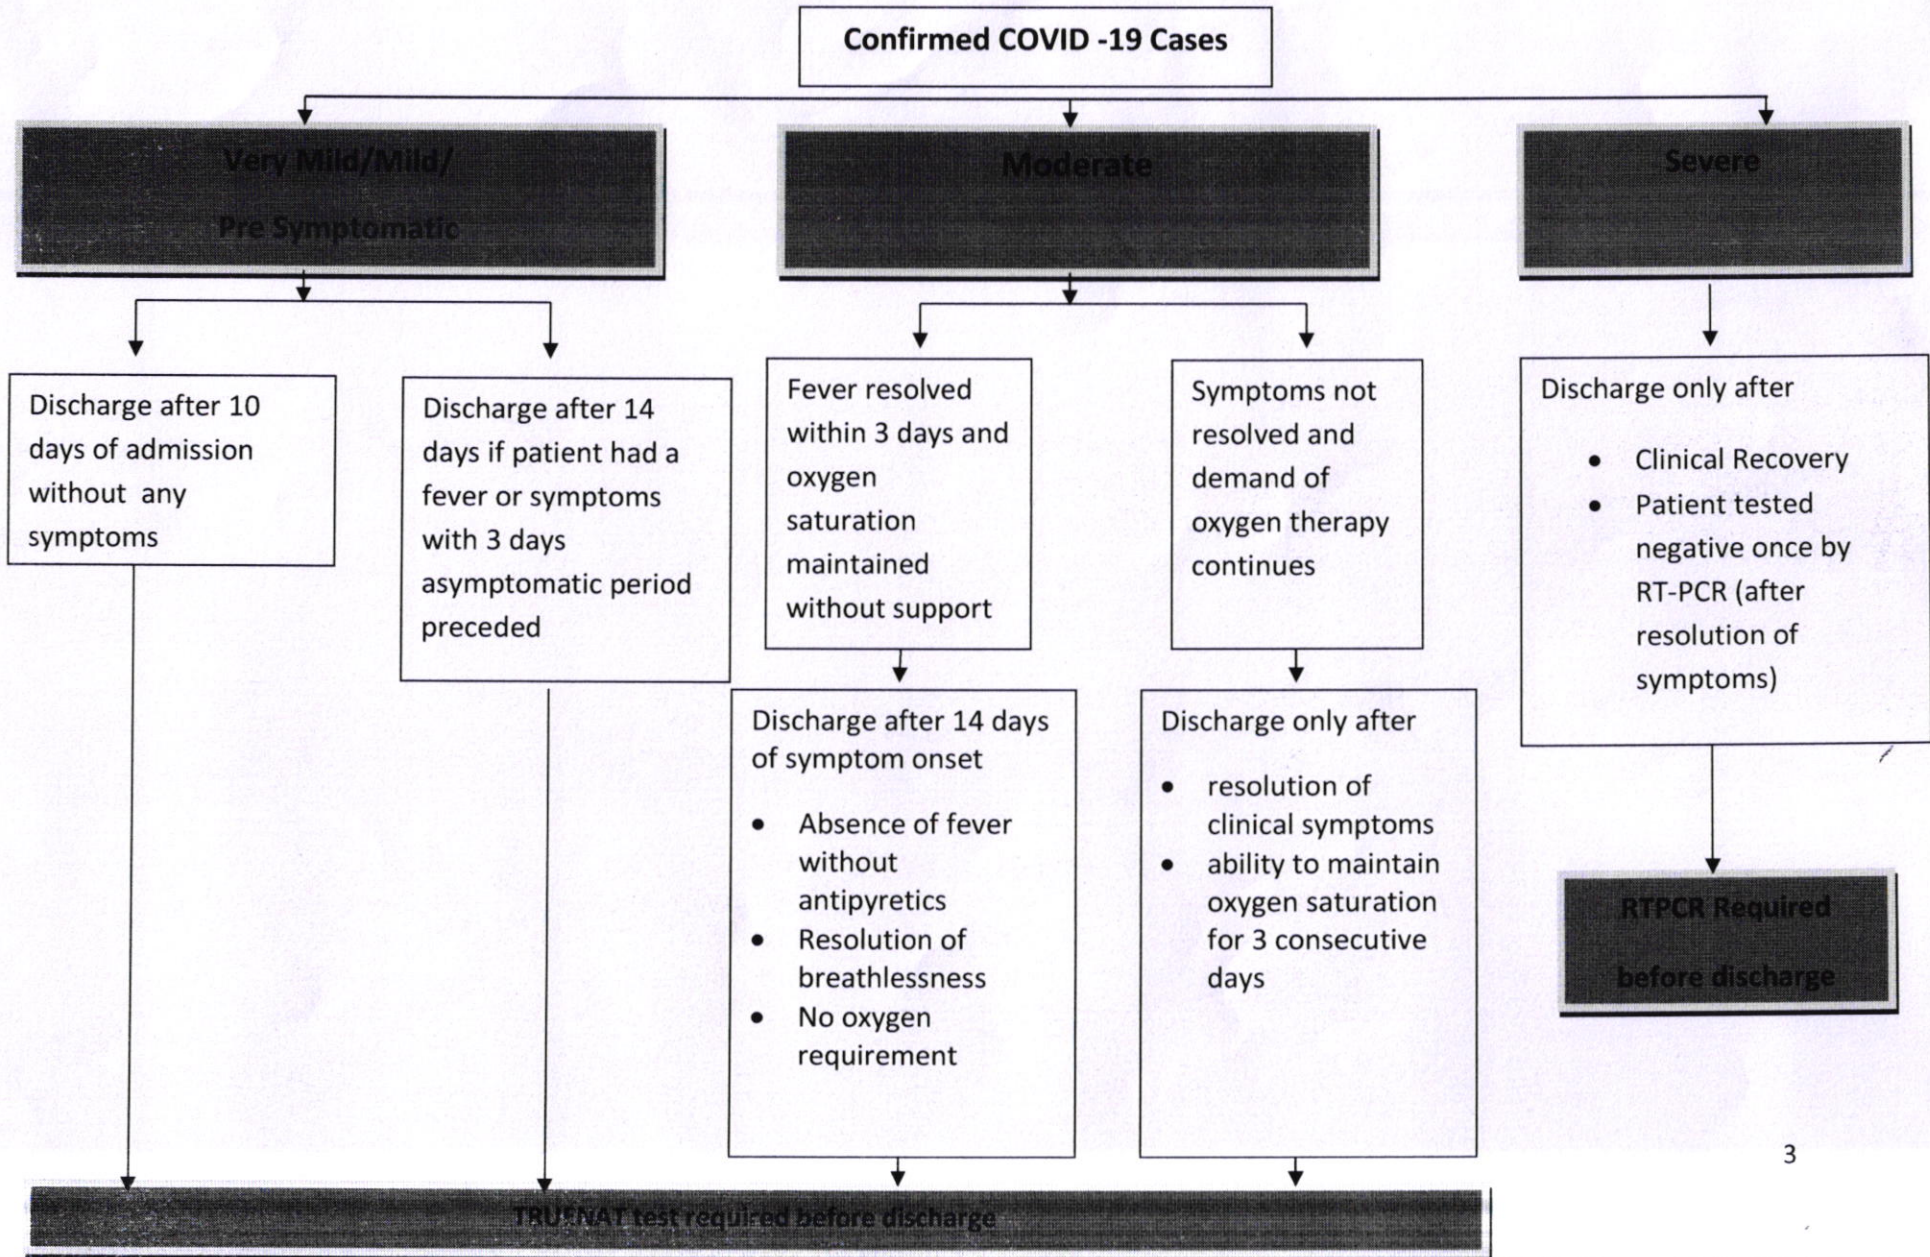 Confirmed COVID -19 Cases
Very Mild/Mild/
Pre Symptomatic
Moderate
Severe
Discharge after 10
days of admission
without any
symptoms
Discharge after 14
days if patient had a
fever or symptoms
with 3 days
asymptomatic period
preceded
Fever resolved
within 3 days and
oxygen
saturation
maintained
without support
Symptoms not
resolved and
demand of
oxygen therapy
continues
Discharge only after
• Clinical Recovery
• Patient tested
negative once by
RT-PCR (after
resolution of
symptoms)
Discharge after 14 days
of symptom onset
• Absence of fever
without
antipyretics
• Resolution of
breathlessness
• No oxygen
requirement
Discharge only after
• resolution of
clinical symptoms
• ability to maintain
oxygen saturation
for 3 consecutive
days
RTPCR Required
before discharge
3
TRUENAT test required before discharge